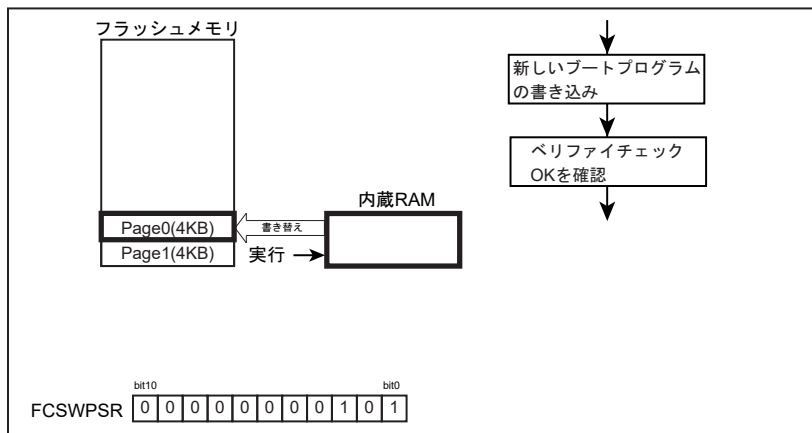 フラッシュメモリ
Page0(4KB)
Page1(4KB)
書き替え
実行
内蔵RAM
新しいブートプログラム
の書き込み
ベリファイチェック
OKを確認
bit10
bit0
FCSWPSR
0 0 0 0 0 0 0 0 1 0 1